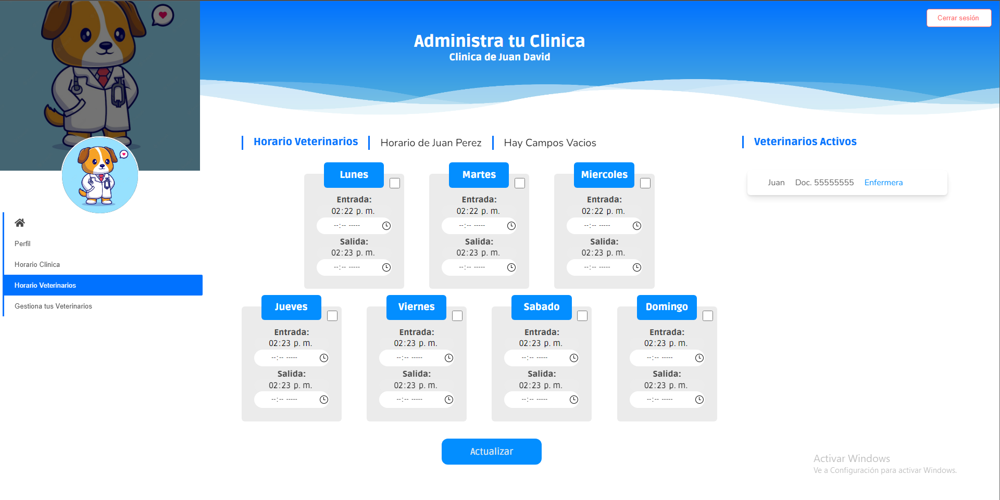 Cerrar sesión
Administra tu Clinica
Clinica de Juan David
Perfil
Horario Clinica
Horario Veterinarios
Gestiona tus Veterinarios
Horario Veterinarios Horario de Juan Perez Hay Campos Vacios
Lunes Martes Miercoles
Entrada: Entrada: Entrada:
02:22 p. m. 02:22 p. m. 02:22 p. m.
--:-- ----- --:-- ----- --:-- -----
Salida: Salida: Salida:
02:23 p. m. 02:23 p. m. 02:23 p. m.
--:-- ----- --:-- ----- --:-- -----
Jueves Viernes Sabado Domingo
Entrada: Entrada: Entrada: Entrada:
02:23 p. m. 02:23 p. m. 02:23 p. m. 02:23 p. m.
--:-- ----- --:-- ----- --:-- ----- --:-- -----
Salida: Salida: Salida: Salida:
02:23 p. m. 02:23 p. m. 02:23 p. m. 02:23 p. m.
--:-- ----- --:-- ----- --:-- ----- --:-- -----
Actualizar
Veterinarios Activos
Juan Doc. 55555555 Enfermera
Activar Windows
Ve a Configuración para activar Windows.